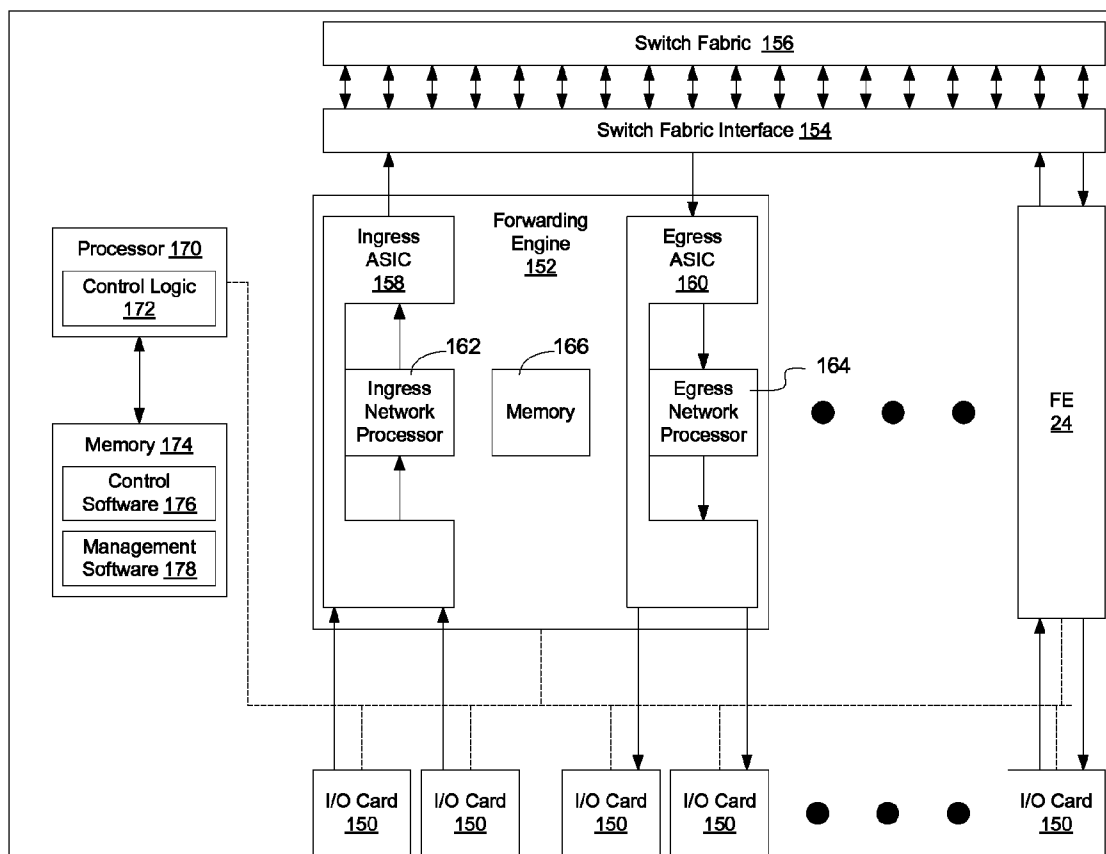 Switch Fabric 156
Switch Fabric Interface 154
Processor 170
Control Logic
172
Memory 174
Control
Software 176
Management
Software 178
Ingress
ASIC
158
Forwarding
Engine
152
Egress
ASIC
160
162
Ingress
Network
Processor
166
Memory
164
Egress
Network
Processor
FE
24
I/O Card
150
I/O Card
150
I/O Card
150
I/O Card
150
I/O Card
150